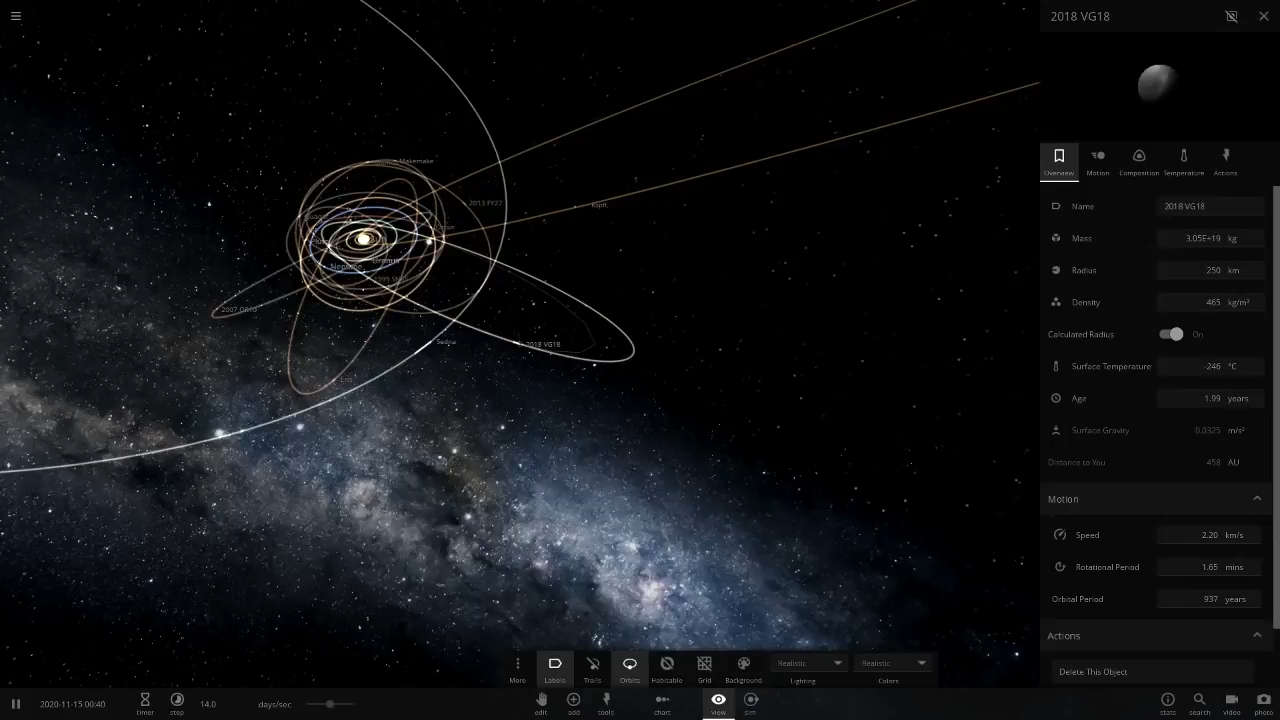 2018 VG18
Makemake
2013 FY27
Kopff
Uranus
Neptune
2007 OR10
Sedna
2018 VG18
Eris
Overview
Motion
Composition
Temperature
Actions
Name 2018 VG18
Mass 3.05E+19 kg
Radius 250 km
Density 465 kg/m³
Calculated Radius On
Surface Temperature -246 °C
Age 1.99 years
Surface Gravity 0.0325 m/s²
Distance to You 458 AU
Motion
Speed 2.20 km/s
Rotational Period 1.65 mins
Orbital Period 937 years
Actions
Delete This Object
More
Labels
Trails
Orbits
Habitable
Grid
Background
Realistic
Lighting
Realistic
Colors
2020-11-15 00:40
timer
step
14.0 days/sec
edit
add
tools
chart
view
sim
stats
search
video
photo